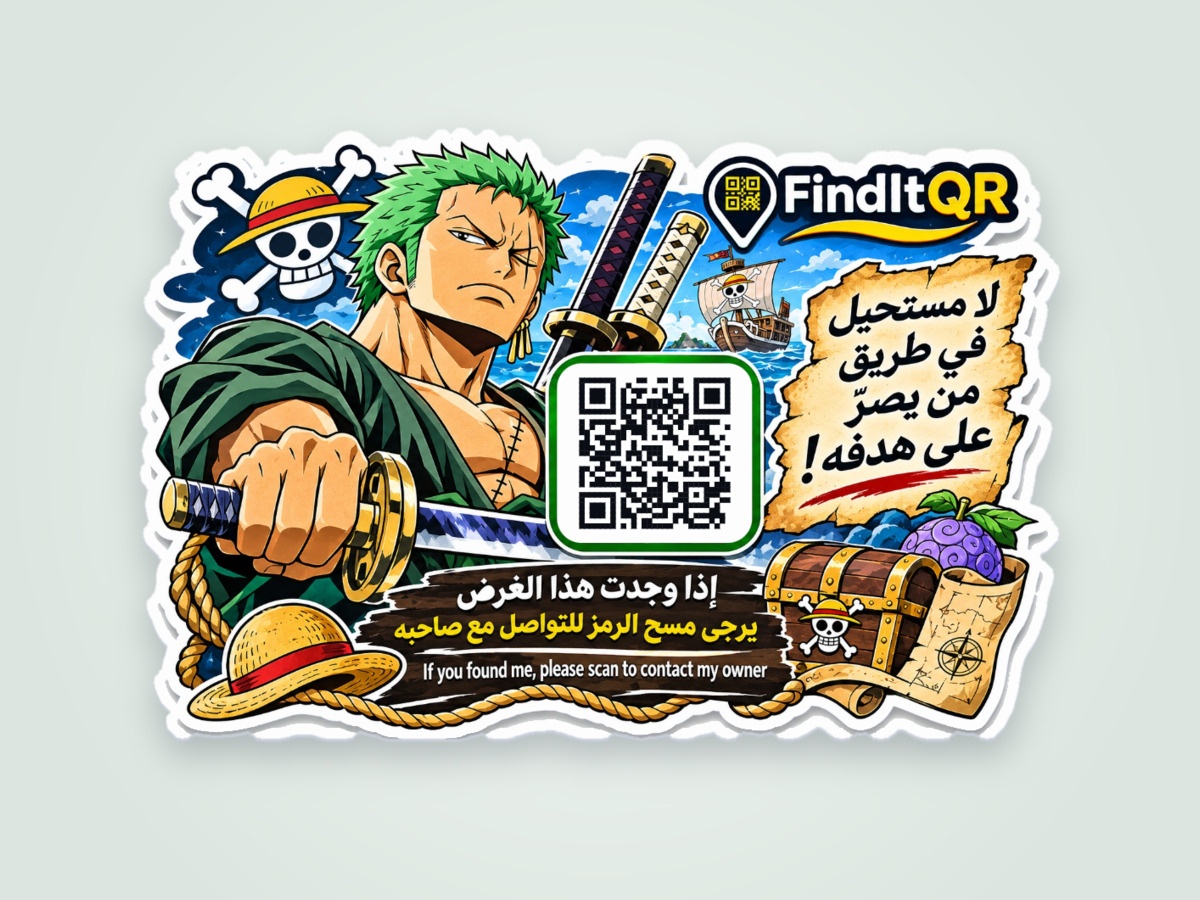 FindItQR
لا مستحيل
في طريق
من يصرّ
على هدفه!
إذا وجدت هذا الغرض
يرجى مسح الرمز للتواصل مع صاحبه
If you found me, please scan to contact my owner